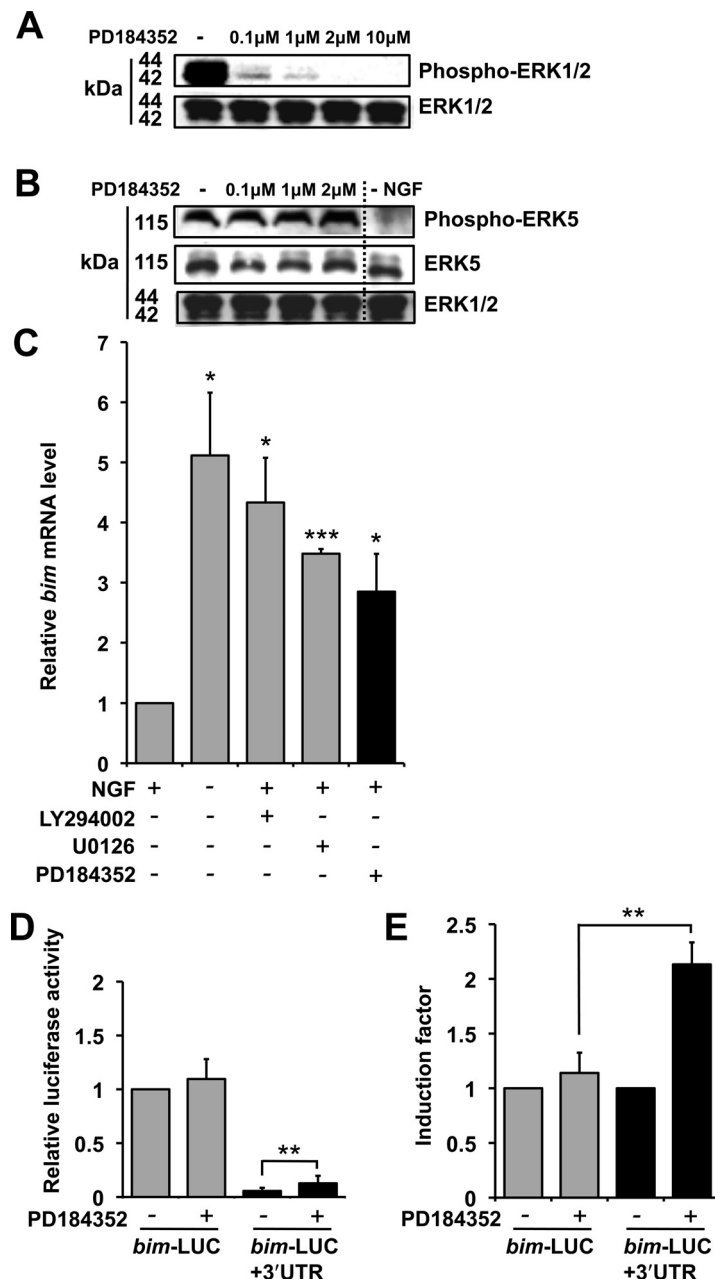 A
PD184352 - 0.1µM 1µM 2µM 10µM
44
42
Phospho-ERK1/2
kDa
44
42
ERK1/2
B
PD184352 - 0.1µM 1µM 2µM - NGF
115
Phospho-ERK5
kDa
115
ERK5
44
42
ERK1/2
C
Relative bim mRNA level
7
6
5
4
3
2
1
0
*
*
***
*
NGF + - + + +
LY294002 - - + - -
U0126 - - - + -
PD184352 - - - - +
D
Relative luciferase activity
2
1.5
1
0.5
0
**
PD184352 - + - +
bim-LUC bim-LUC
+3′UTR
E
Induction factor
2.5
2
1.5
1
0.5
0
**
PD184352 - + - +
bim-LUC bim-LUC
+3′UTR